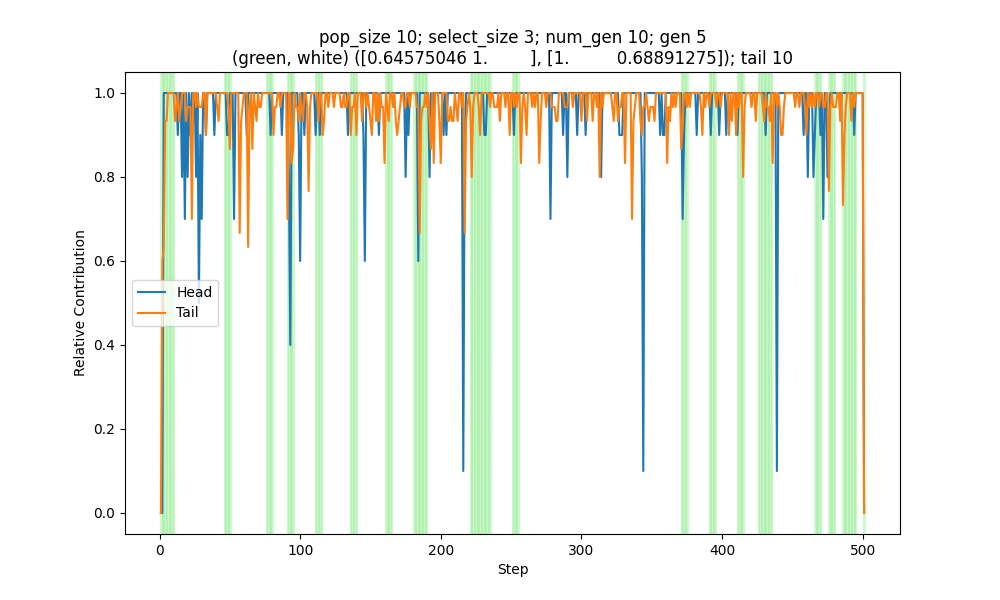 pop_size 10; select_size 3; num_gen 10; gen 5
(green, white) ([0.64575046 1.        ], [1.         0.68891275]); tail 10
1.0
0.8
0.6
0.4
0.2
0.0
Relative Contribution
Head
Tail
0
100
200
300
400
500
Step